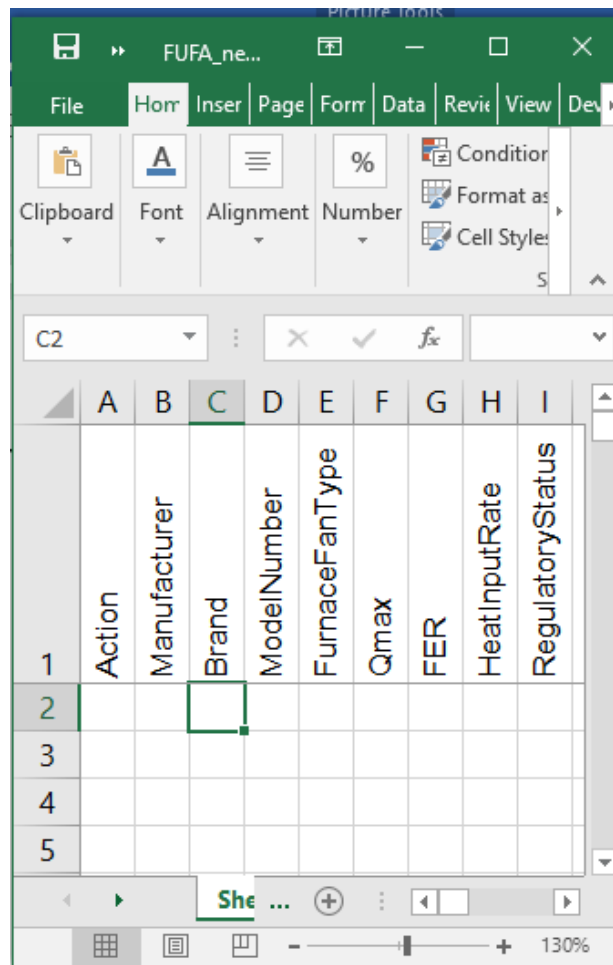 Picture Tools
FUFA_ne...
File Hom Inser Page Forr Data Revie View Dev
Clipboard Font Alignment Number
A % Condition
Format as
Cell Styles
S
C2 fx
A B C D E F G H I
1 Action Manufacturer Brand ModelNumber FurnaceFanType Qmax FER HeatInputRate RegulatoryStatus
2
3
4
5
She ...
130%